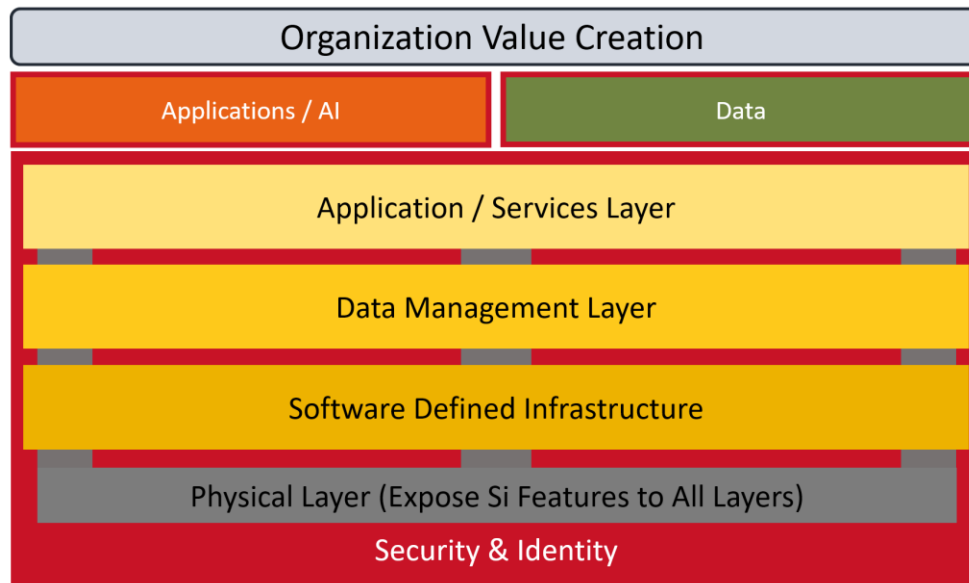 Organization Value Creation
Applications / AI
Data
Application / Services Layer
Data Management Layer
Software Defined Infrastructure
Physical Layer (Expose Si Features to All Layers)
Security & Identity